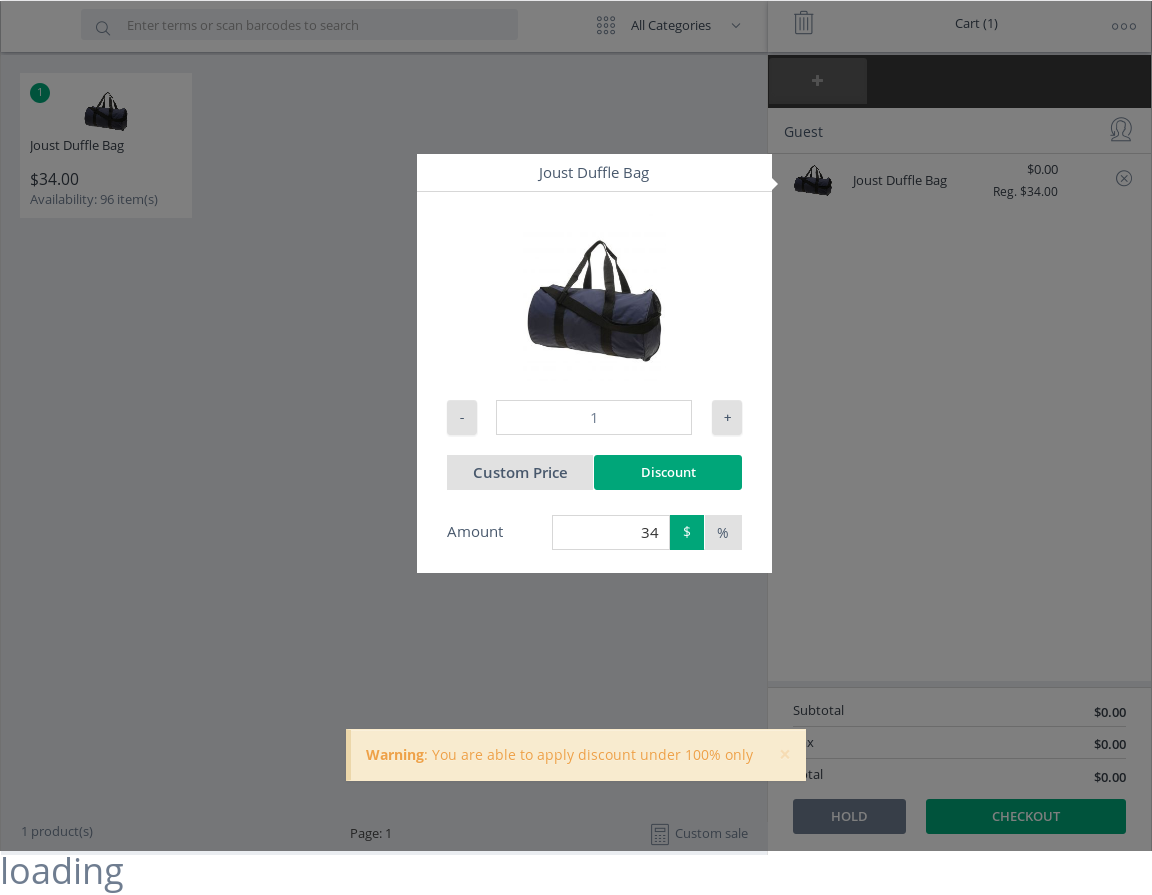 Enter terms or scan barcodes to search
All Categories
Cart (1)
1
Joust Duffle Bag
$34.00
Availability: 96 item(s)
+
Guest
Joust Duffle Bag
$0.00
Reg. $34.00
Joust Duffle Bag
- 1 +
Custom Price Discount
Amount 34 $ %
Subtotal $0.00
x $0.00
tal $0.00
Warning: You are able to apply discount under 100% only ×
HOLD CHECKOUT
1 product(s)
Page: 1
Custom sale
loading